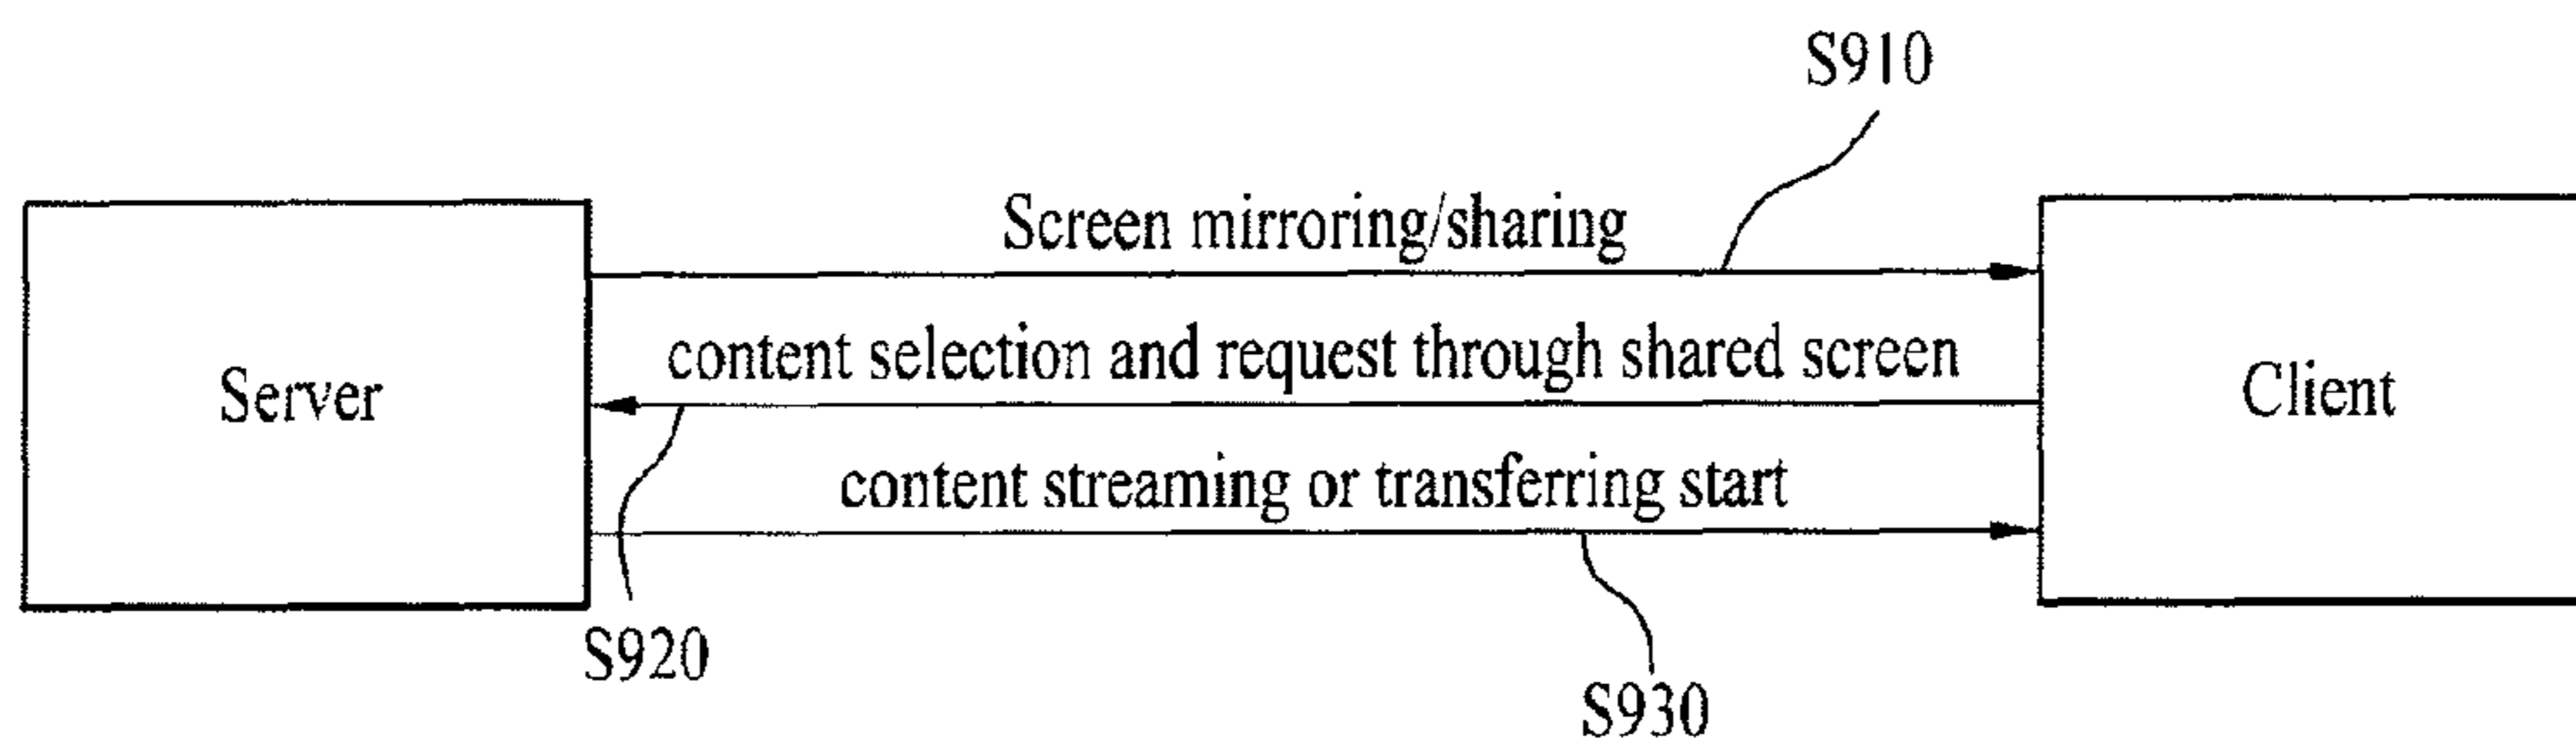 S910
Screen mirroring/sharing
content selection and request through shared screen
Server
Client
content streaming or transferring start
S920
S930